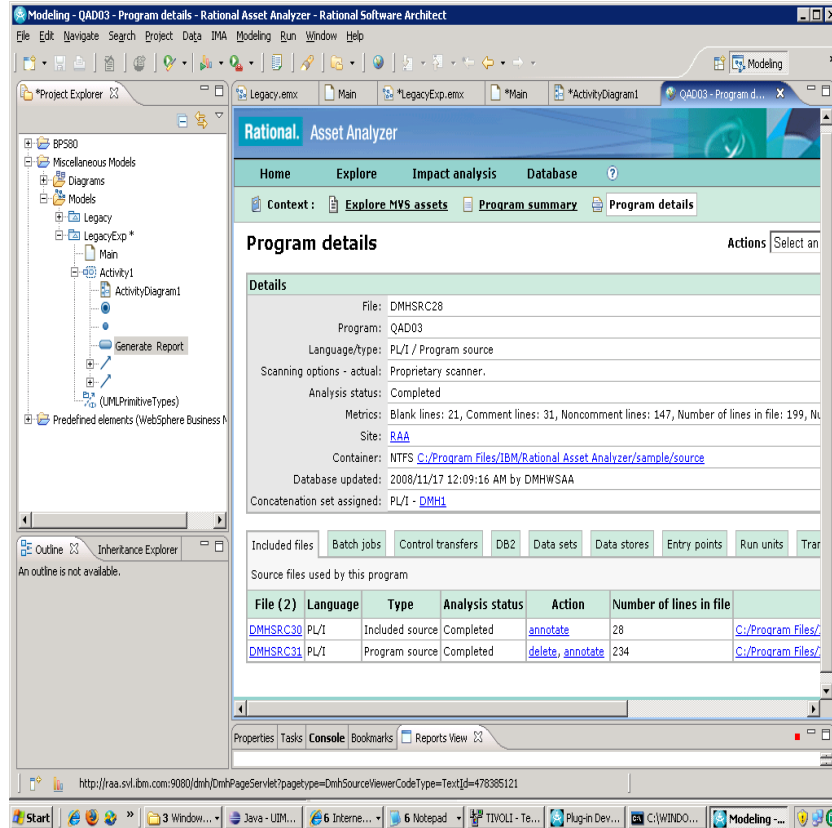 Modeling - QAD03 - Program details - Rational Asset Analyzer - Rational Software Architect
File Edit Navigate Search Project Data IMA Modeling Run Window Help
Modeling
*Project Explorer
Legacy.emx Main *LegacyExp.emx *Main *ActivityDiagram1 QAD03 - Program d...
BPS80
Miscellaneous Models
Diagrams
Models
Legacy
LegacyExp *
Main
Activity1
ActivityDiagram1
Generate Report
(UMLPrimitiveTypes)
Predefined elements (WebSphere Business M
Rational. Asset Analyzer
Home Explore Impact analysis Database ?
Context : Explore MVS assets Program summary Program details
Program details
Actions Select an
Details
File: DMHSRC28
Program: QAD03
Language/type: PL/I / Program source
Scanning options - actual: Proprietary scanner.
Analysis status: Completed
Metrics: Blank lines: 21, Comment lines: 31, Noncomment lines: 147, Number of lines in file: 199, Nu
Site: RAA
Container: NTFS C:/Program Files/IBM/Rational Asset Analyzer/sample/source
Database updated: 2008/11/17 12:09:16 AM by DMHWSAA
Concatenation set assigned: PL/I - DMH1
Outline Inheritance Explorer
An outline is not available.
Included files Batch jobs Control transfers DB2 Data sets Data stores Entry points Run units Tran
Source files used by this program
File (2) Language Type Analysis status Action Number of lines in file
DMHSRC30 PL/I Included source Completed annotate 28 C:/Program Files/
DMHSRC31 PL/I Program source Completed delete, annotate 234 C:/Program Files/
Properties Tasks Console Bookmarks Reports View
http://raa.svl.ibm.com:9080/dmh/DmhPageServlet?pagetype=DmhSourceViewerCodeType=TextId=478385121
Start » 3 Window... Java - UIM... 6 Interne... 6 Notepad TIVOLI - Te... Plug-in Dev... C:\WINDO... Modeling -...